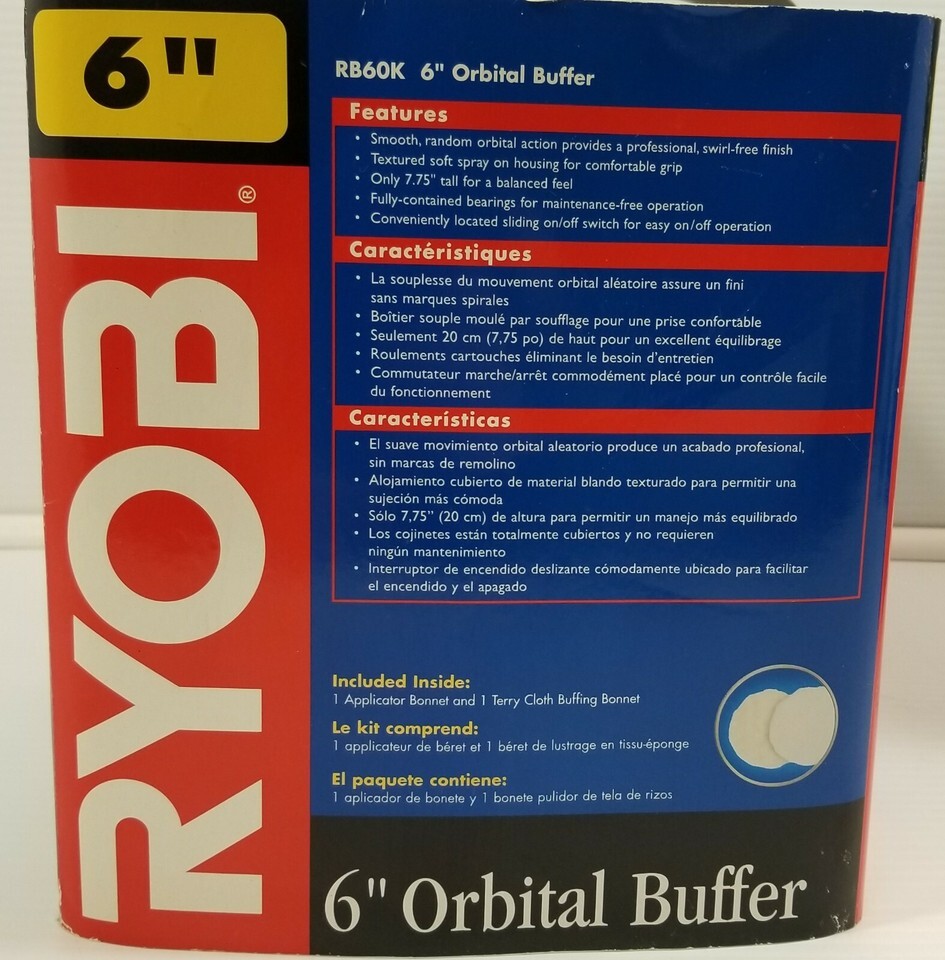 6"
RYOBI®
RB60K 6" Orbital Buffer
Features
• Smooth, random orbital action provides a professional, swirl-free finish
• Textured soft spray on housing for comfortable grip
• Only 7.75" tall for a balanced feel
• Fully-contained bearings for maintenance-free operation
• Conveniently located sliding on/off switch for easy on/off operation
Caractéristiques
• La souplesse du mouvement orbital aléatoire assure un fini
sans marques spirales
• Boîtier souple moulé par soufflage pour une prise confortable
• Seulement 20 cm (7,75 po) de haut pour un excellent équilibrage
• Roulements cartouches éliminant le besoin d'entretien
• Commutateur marche/arrêt commodément placé pour un contrôle facile
du fonctionnement
Características
• El suave movimiento orbital aleatorio produce un acabado profesional,
sin marcas de remolino
• Alojamiento cubierto de material blando texturado para permitir una
sujeción más cómoda
• Sólo 7,75" (20 cm) de altura para permitir un manejo más equilibrado
• Los cojinetes están totalmente cubiertos y no requieren
ningún mantenimiento
• Interruptor de encendido deslizante cómodamente ubicado para facilitar
el encendido y el apagado
Included Inside:
1 Applicator Bonnet and 1 Terry Cloth Buffing Bonnet
Le kit comprend:
1 applicateur de béret et 1 béret de lustrage en tissu-éponge
El paquete contiene:
1 aplicador de bonete y 1 bonete pulidor de tela de rizos
6" Orbital Buffer